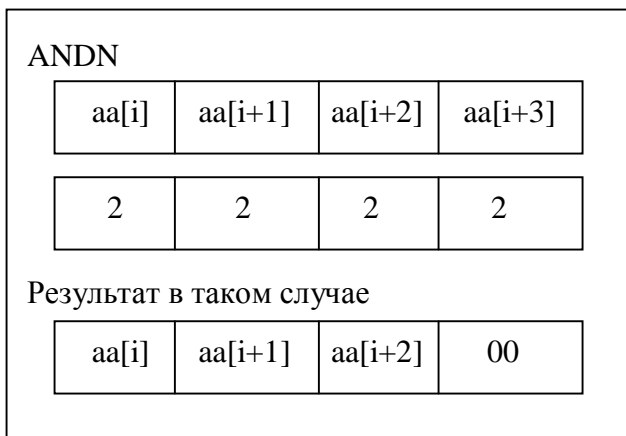 ANDN
aa[i] aa[i+1] aa[i+2] aa[i+3]
2 2 2 2
Результат в таком случае
aa[i] aa[i+1] aa[i+2] 00